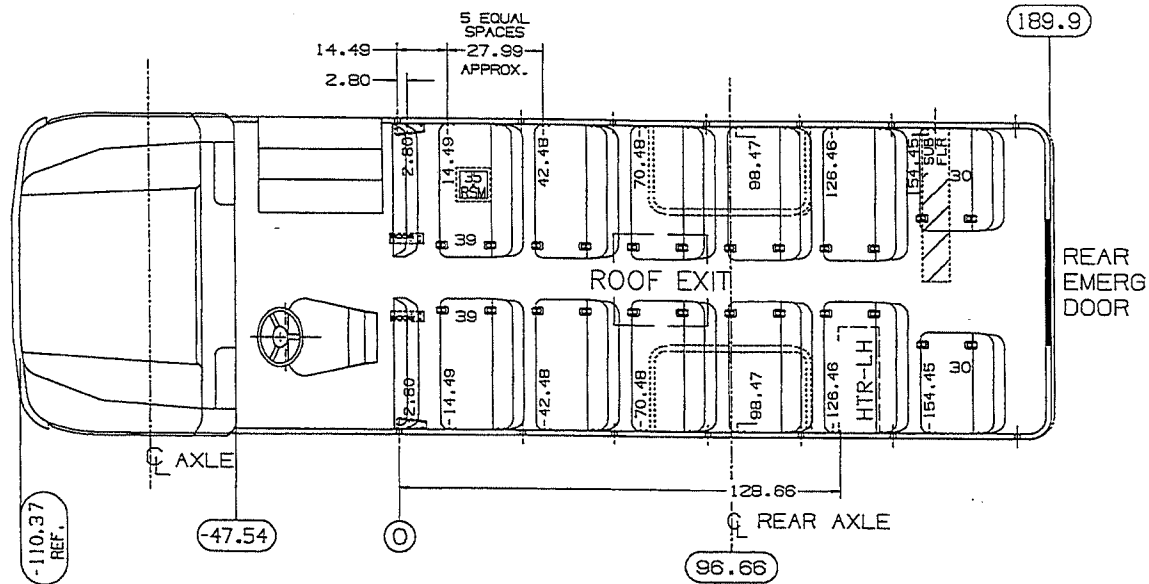 189.9
5 EQUAL
SPACES
14.49
27.99
APPROX.
2.80
2.80
14.49
42.48
70.48
98.47
126.46
154.45
SUB
FLR
35
RSM
30
39
ROOF EXIT
REAR
EMERG
DOOR
39
2.80
14.49
42.48
70.48
98.47
126.46
HTR-LH
154.45
30
℄ AXLE
128.66
℄ REAR AXLE
-110.37
REF.
-47.54
0
96.66